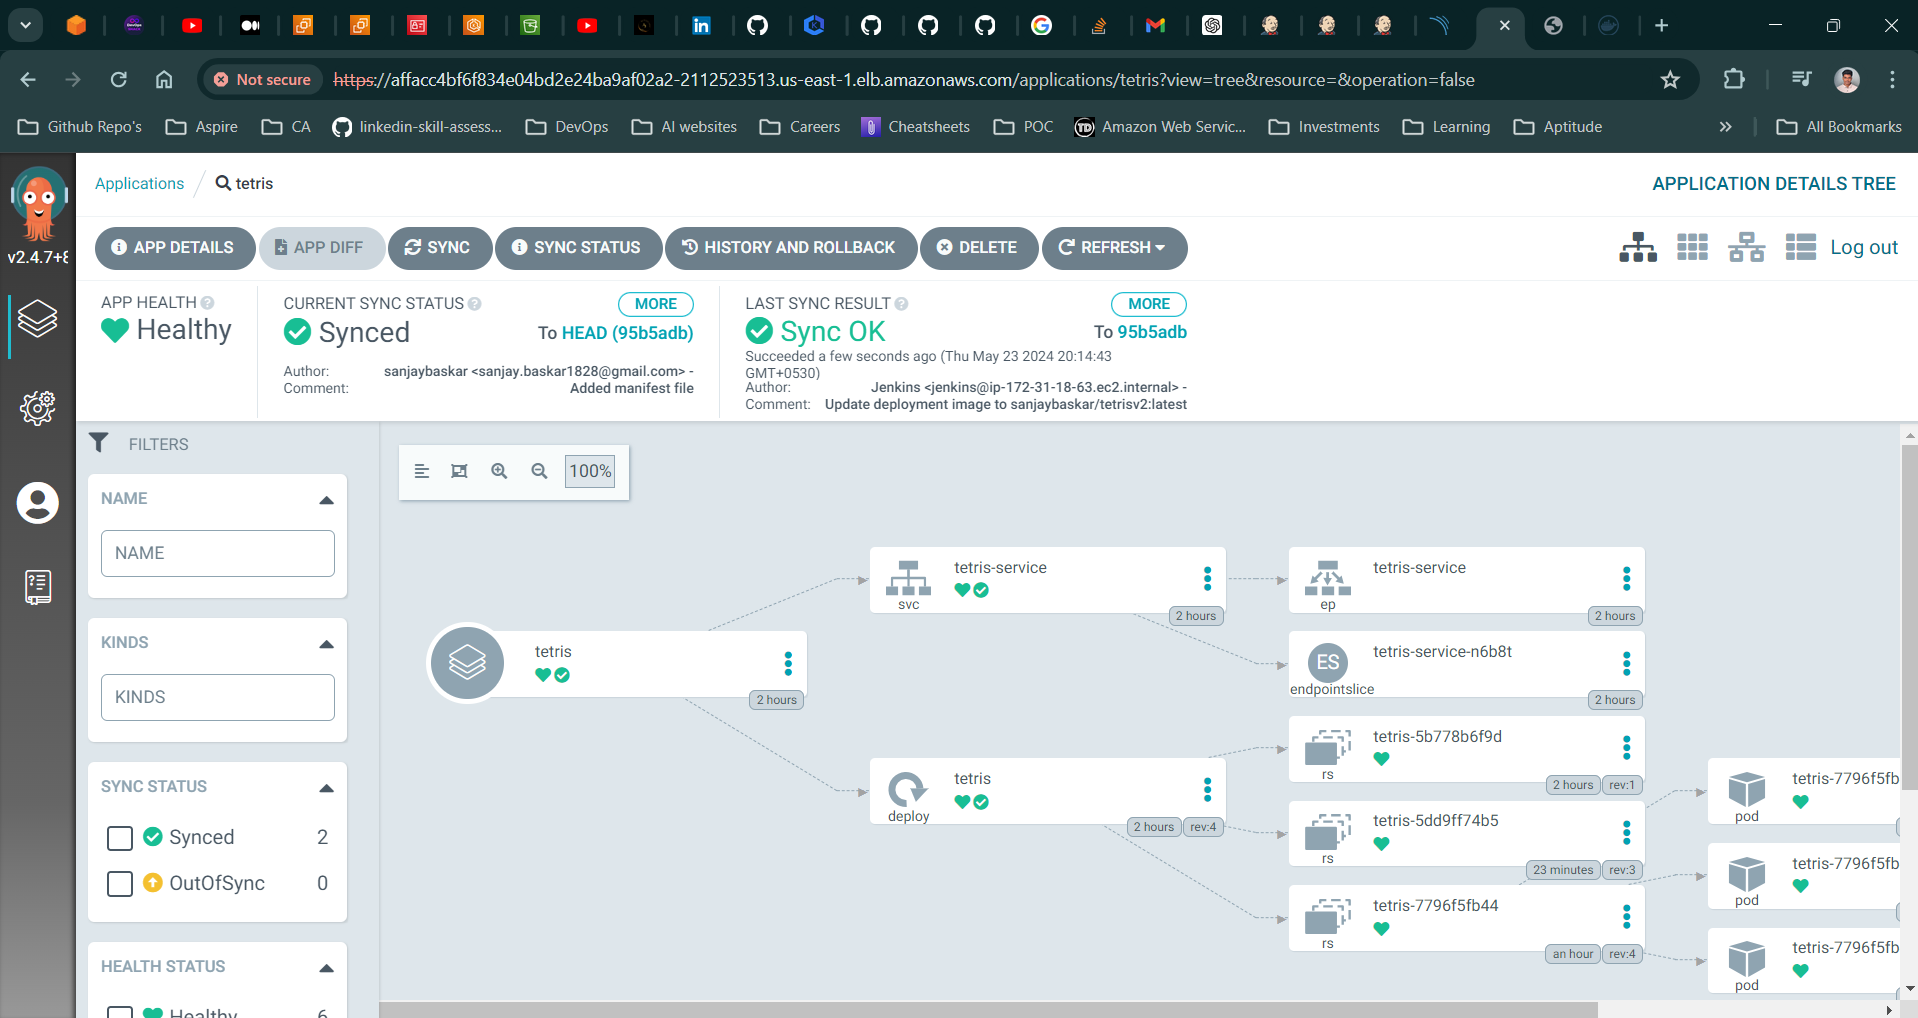 Not secure
https://affacc4bf6f834e04bd2e24ba9af02a2-2112523513.us-east-1.elb.amazonaws.com/applications/tetris?view=tree&resource=&operation=false
Github Repo's
Aspire
CA
linkedin-skill-assess...
DevOps
AI websites
Careers
Cheatsheets
POC
TD
Amazon Web Servic...
Investments
Learning
Aptitude
All Bookmarks
v2.4.7+8
Applications
tetris
APPLICATION DETAILS TREE
APP DETAILS
APP DIFF
SYNC
SYNC STATUS
HISTORY AND ROLLBACK
DELETE
REFRESH
Log out
APP HEALTH
Healthy
CURRENT SYNC STATUS
MORE
Synced
To HEAD (95b5adb)
Author: sanjaybaskar <sanjay.baskar1828@gmail.com> -
Comment: Added manifest file
LAST SYNC RESULT
MORE
Sync OK
To 95b5adb
Succeeded a few seconds ago (Thu May 23 2024 20:14:43
GMT+0530)
Author: Jenkins <jenkins@ip-172-31-18-63.ec2.internal> -
Comment: Update deployment image to sanjaybaskar/tetrisv2:latest
FILTERS
NAME
NAME
KINDS
KINDS
SYNC STATUS
Synced 2
OutOfSync 0
HEALTH STATUS
Healthy 6
100%
tetris
2 hours
tetris-service
svc
2 hours
tetris
deploy
2 hours
rev:4
tetris-service
ep
2 hours
ES
tetris-service-n6b8t
endpointslice
2 hours
tetris-5b778b6f9d
rs
2 hours
rev:1
tetris-5dd9ff74b5
rs
23 minutes
rev:3
tetris-7796f5fb44
rs
an hour
rev:4
tetris-7796f5fb
pod
tetris-7796f5fb
pod
tetris-7796f5fb
pod